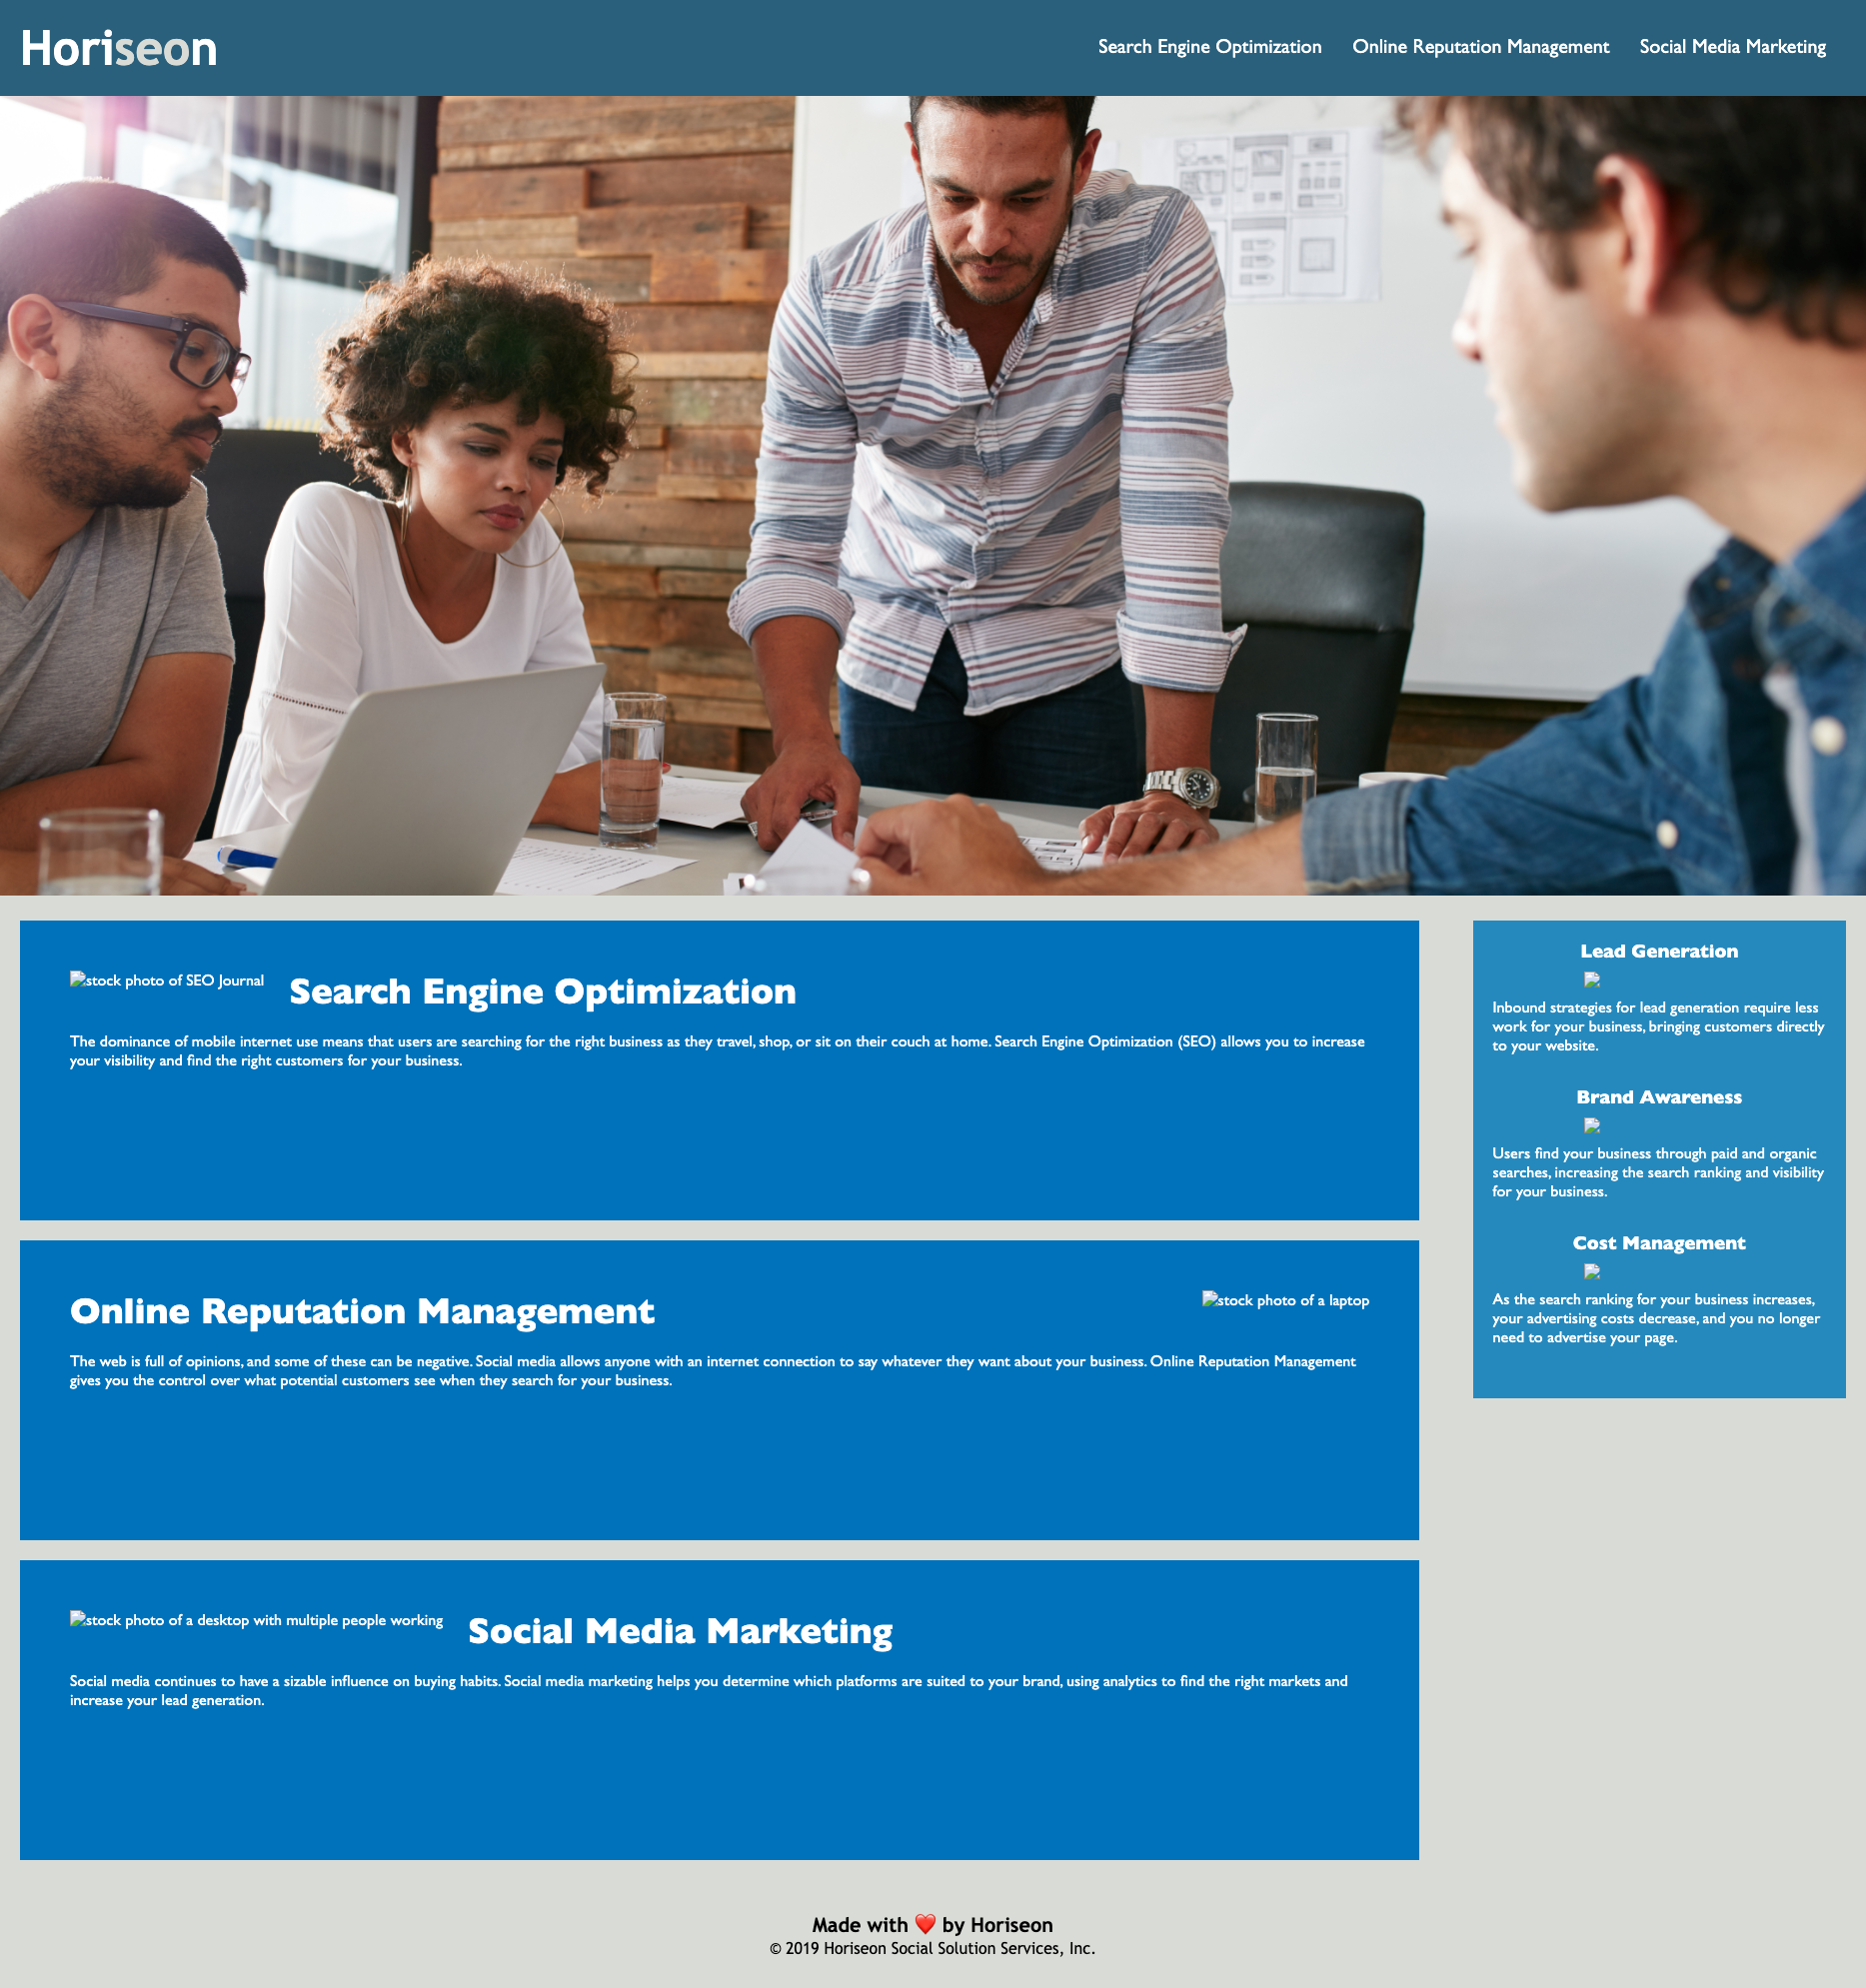 Horiseon
Search Engine Optimization
Online Reputation Management
Social Media Marketing
stock photo of SEO Journal
Search Engine Optimization
The dominance of mobile internet use means that users are searching for the right business as they travel, shop, or sit on their couch at home. Search Engine Optimization (SEO) allows you to increase
your visibility and find the right customers for your business.
Online Reputation Management
stock photo of a laptop
The web is full of opinions, and some of these can be negative. Social media allows anyone with an internet connection to say whatever they want about your business. Online Reputation Management
gives you the control over what potential customers see when they search for your business.
stock photo of a desktop with multiple people working
Social Media Marketing
Social media continues to have a sizable influence on buying habits. Social media marketing helps you determine which platforms are suited to your brand, using analytics to find the right markets and
increase your lead generation.
Lead Generation
Inbound strategies for lead generation require less
work for your business, bringing customers directly
to your website.
Brand Awareness
Users find your business through paid and organic
searches, increasing the search ranking and visibility
for your business.
Cost Management
As the search ranking for your business increases,
your advertising costs decrease, and you no longer
need to advertise your page.
Made with ❤️ by Horiseon
© 2019 Horiseon Social Solution Services, Inc.